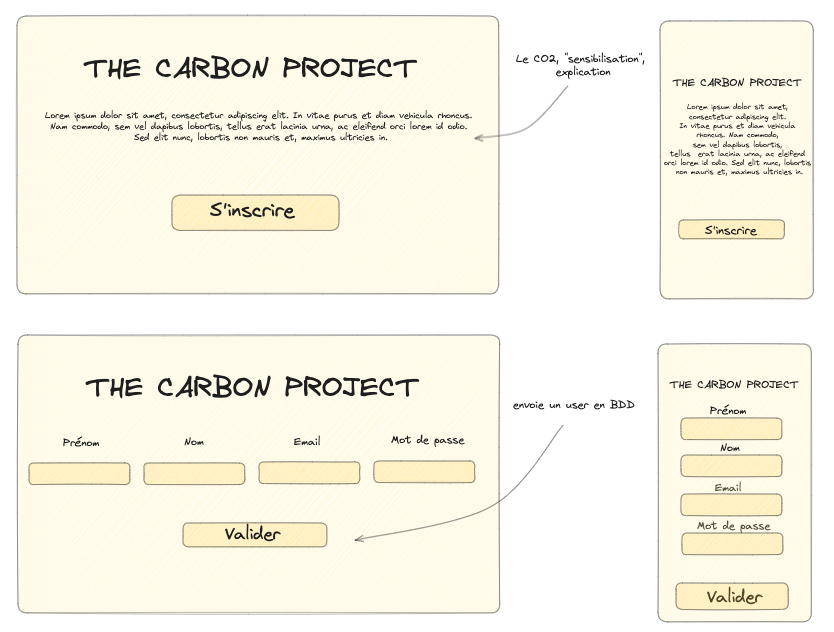 THE CARBON PROJECT
Lorem ipsum dolor sit amet, consectetur adipiscing elit. In vitae purus et diam vehicula rhoncus.
Nam commodo, sem vel dapibus lobortis, tellus erat lacinia urna, ac eleifend orci lorem id odio.
Sed elit nunc, lobortis non mauris et, maximus ultricies in.
S'inscrire
Le CO2, "sensibilisation",
explication
THE CARBON PROJECT
Lorem ipsum dolor sit amet,
consectetur adipiscing elit.
In vitae purus et diam vehicula
rhoncus. Nam commodo,
sem vel dapibus lobortis,
tellus erat lacinia urna, ac eleifend
orci lorem id odio. Sed elit nunc, lobortis
non mauris et, maximus ultricies in.
S'inscrire
THE CARBON PROJECT
Prénom
Nom
Email
Mot de passe
Valider
envoie un user en BDD
THE CARBON PROJECT
Prénom
Nom
Email
Mot de passe
Valider